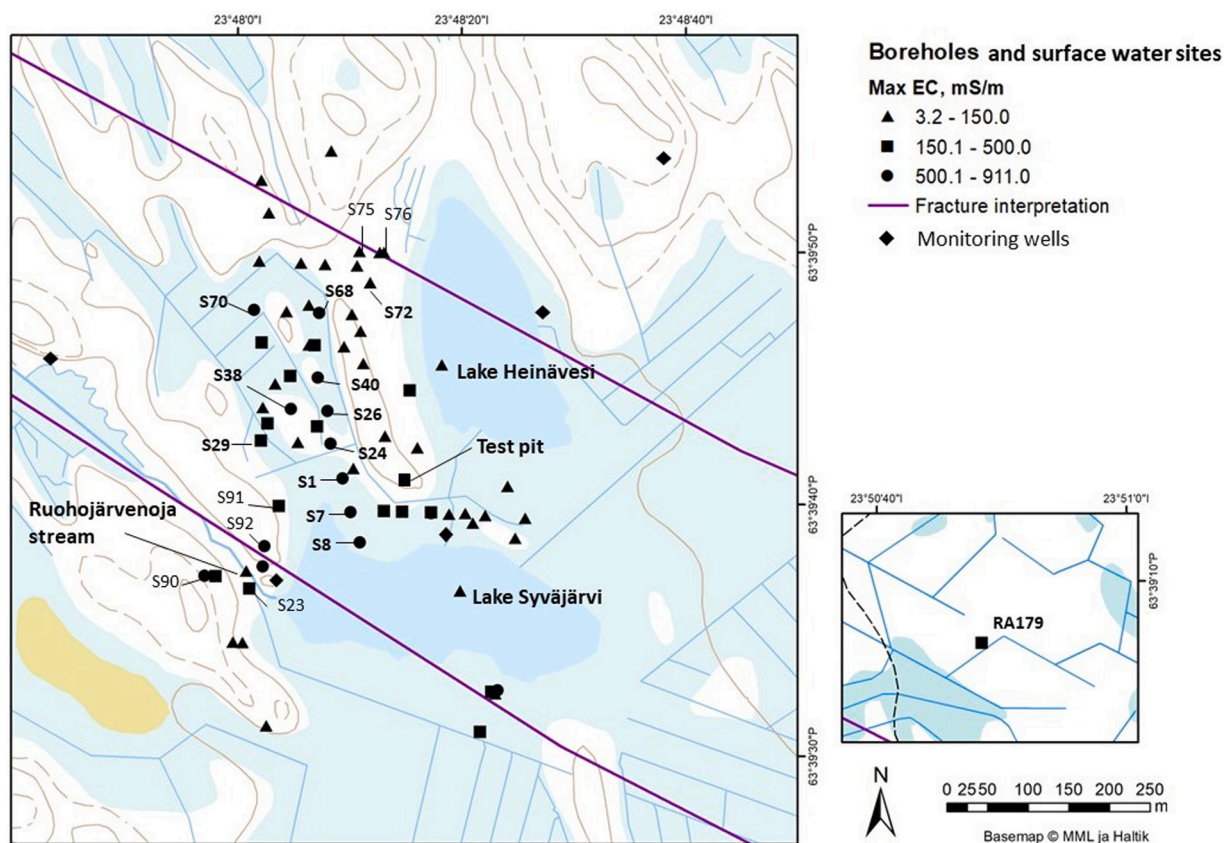 23°48'0"I
23°48'20"I
23°48'40"I
Boreholes and surface water sites
Max EC, mS/m
3.2 - 150.0
150.1 - 500.0
500.1 - 911.0
Fracture interpretation
Monitoring wells
S75
S76
63°39'50"P
S70
S68
S72
Lake Heinävesi
S38
S40
S26
S29
S24
Test pit
S1
S91
63°39'40"P
23°50'40"I
23°51'0"I
Ruohojärvenoja
stream
S92
S7
S8
S90
S23
Lake Syväjärvi
63°39'10"P
RA179
63°39'30"P
N
0 25 50 100 150 200 250
m
Basemap © MML ja Haltik